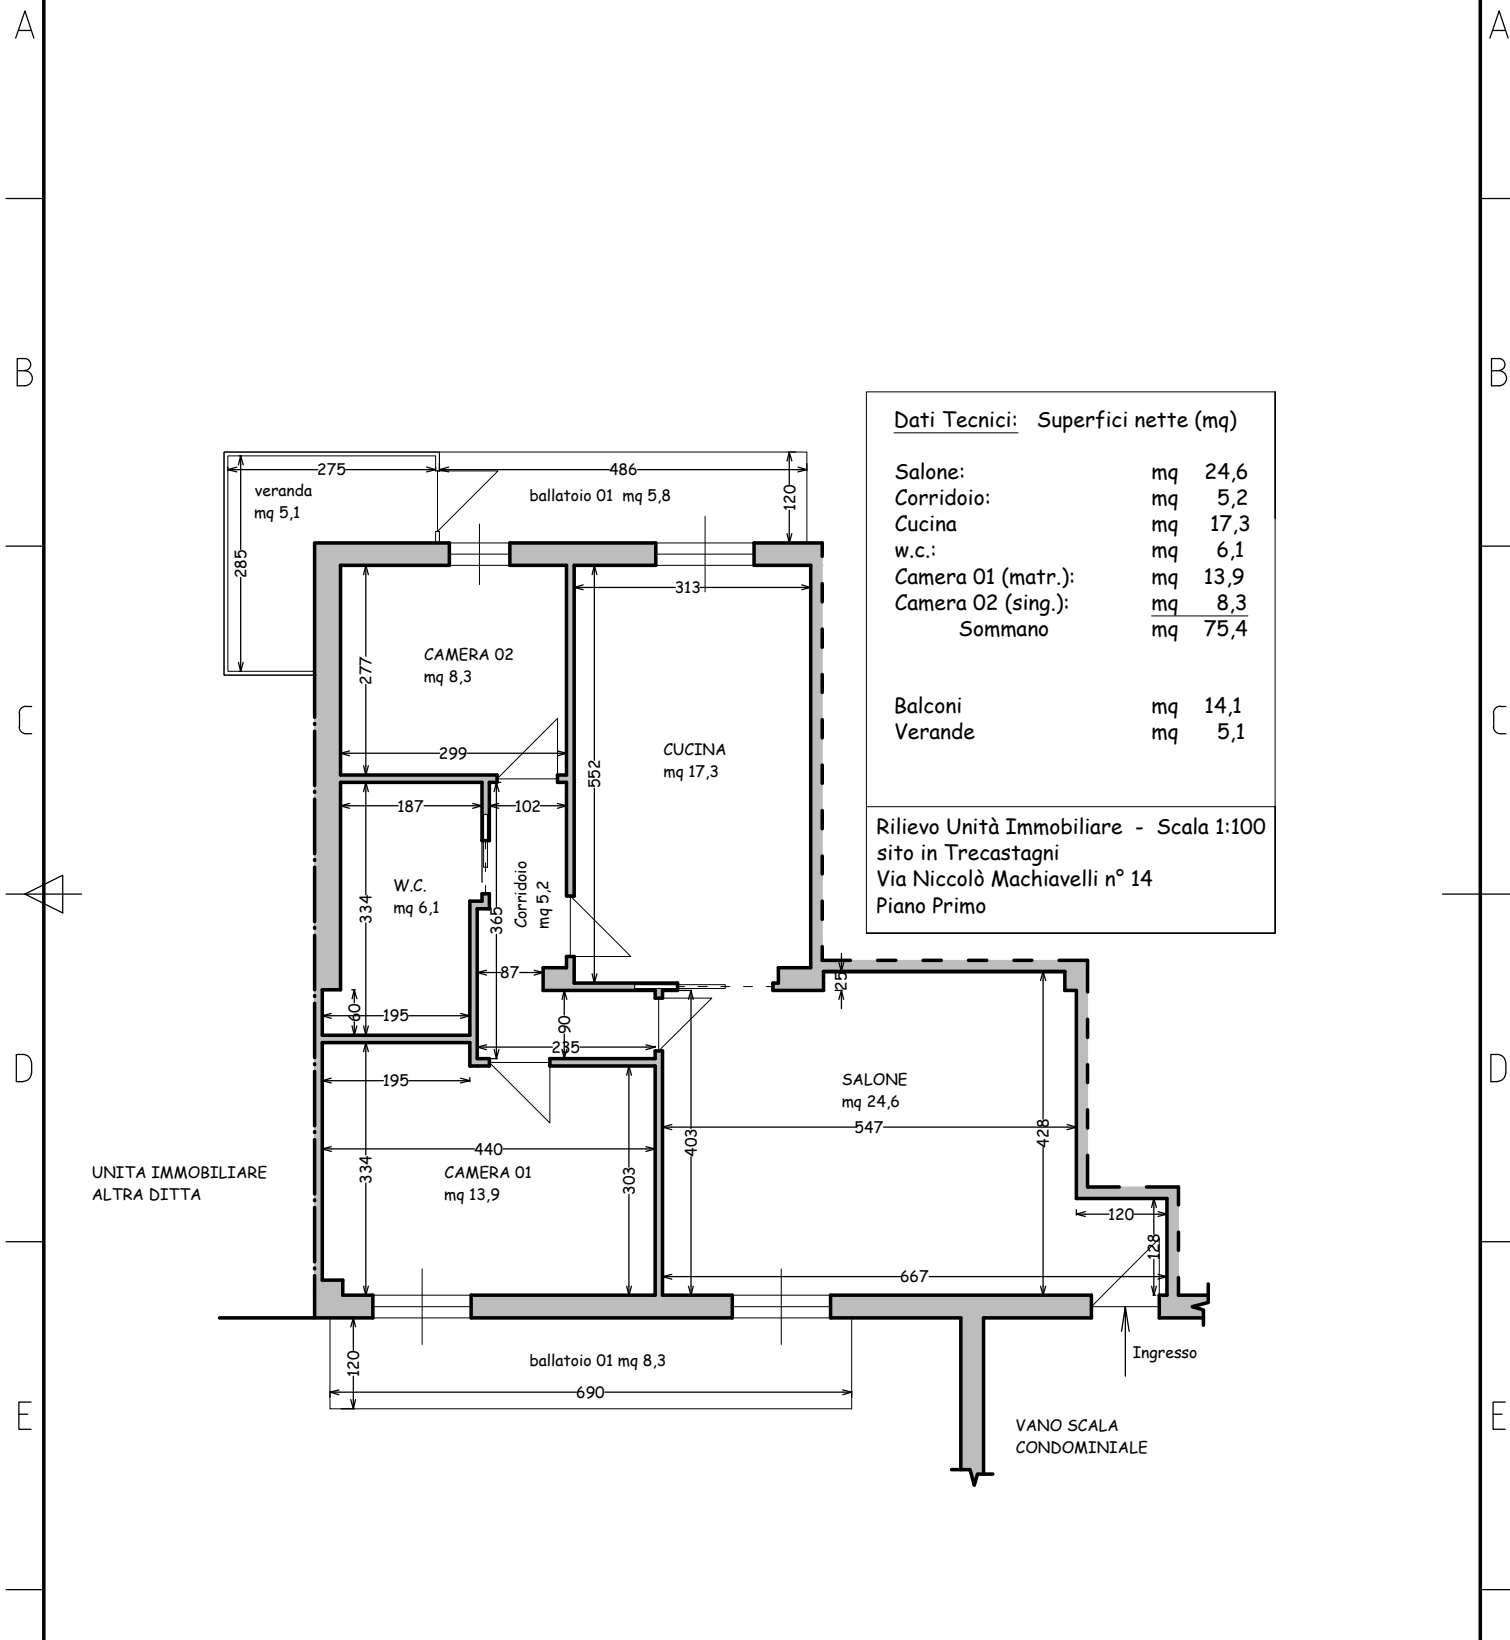 A A
B B
Dati Tecnici: Superfici nette (mq)
Salone: mq 24,6
Corridoio: mq 5,2
Cucina mq 17,3
w.c.: mq 6,1
Camera 01 (matr.): mq 13,9
Camera 02 (sing.): mq 8,3
Sommano mq 75,4
Balconi mq 14,1
Verande mq 5,1
Rilievo Unità Immobiliare - Scala 1:100
sito in Trecastagni
Via Niccolò Machiavelli n° 14
Piano Primo
275
486
veranda
mq 5,1
ballatoio 01 mq 5,8
120
285
313
CAMERA 02
mq 8,3
277
299
C C
CUCINA
mq 17,3
552
187
102
W.C.
mq 6,1
334
365
Corridoio
mq 5,2
87
25
60
195
90
235
D D
195
SALONE
mq 24,6
547
428
403
440
334
303
CAMERA 01
mq 13,9
UNITA IMMOBILIARE
ALTRA DITTA
120
128
667
ballatoio 01 mq 8,3
120
690
Ingresso
E E
VANO SCALA
CONDOMINIALE